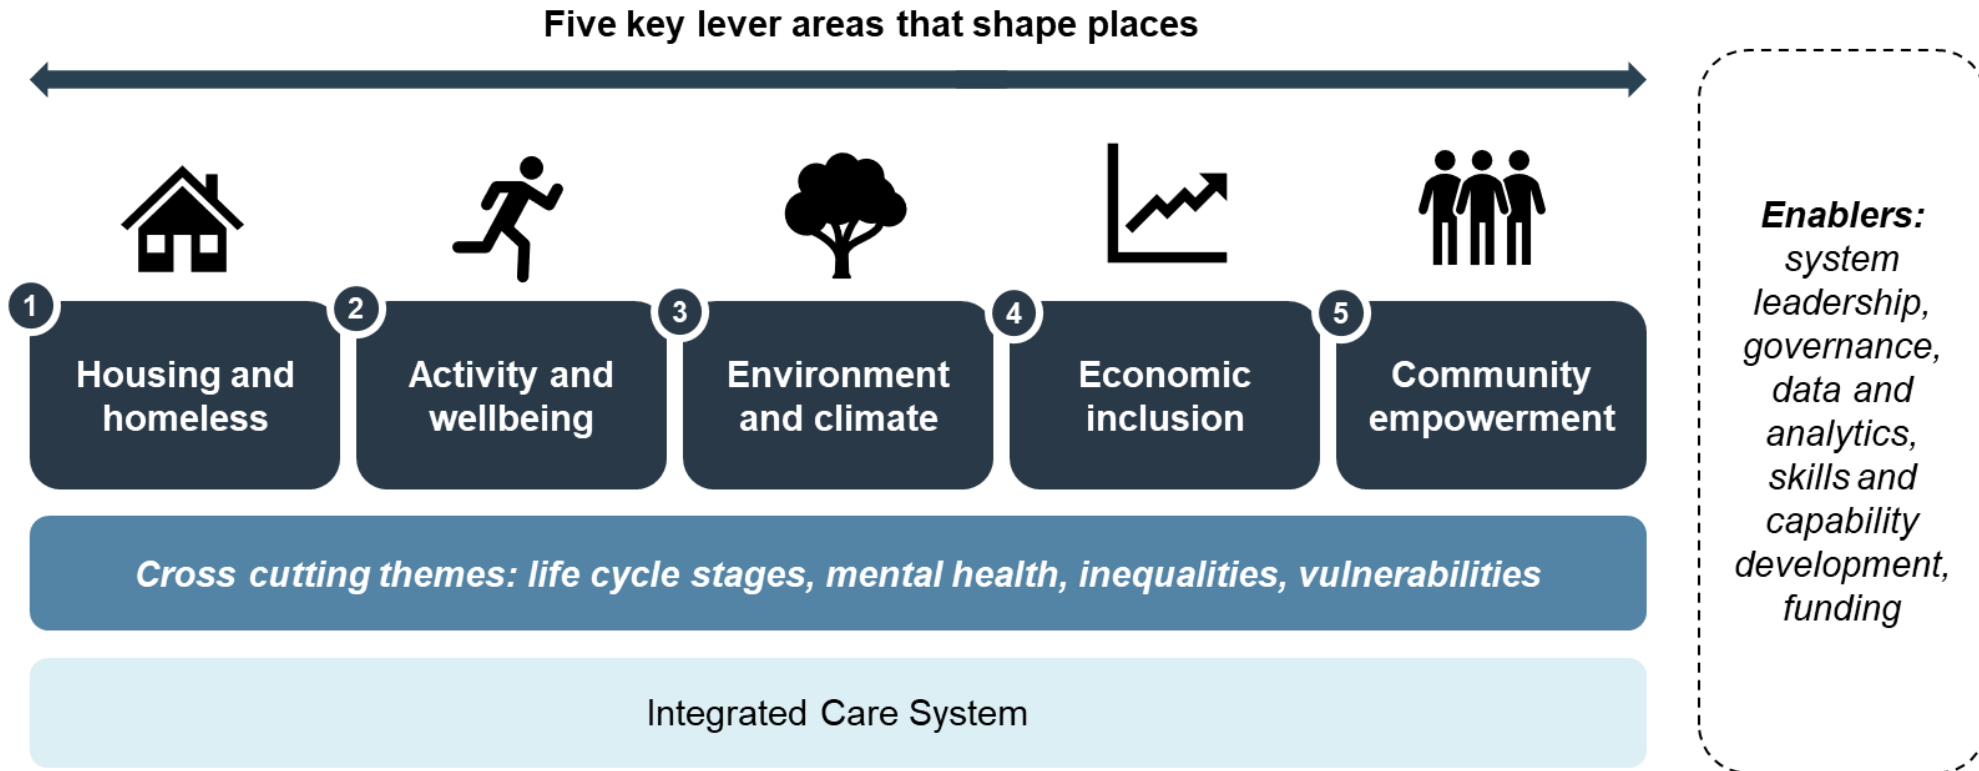 Five key lever areas that shape places
1
Housing and
homeless
2
Activity and
wellbeing
3
Environment
and climate
4
Economic
inclusion
5
Community
empowerment
Cross cutting themes: life cycle stages, mental health, inequalities, vulnerabilities
Integrated Care System
Enablers:
system
leadership,
governance,
data and
analytics,
skills and
capability
development,
funding